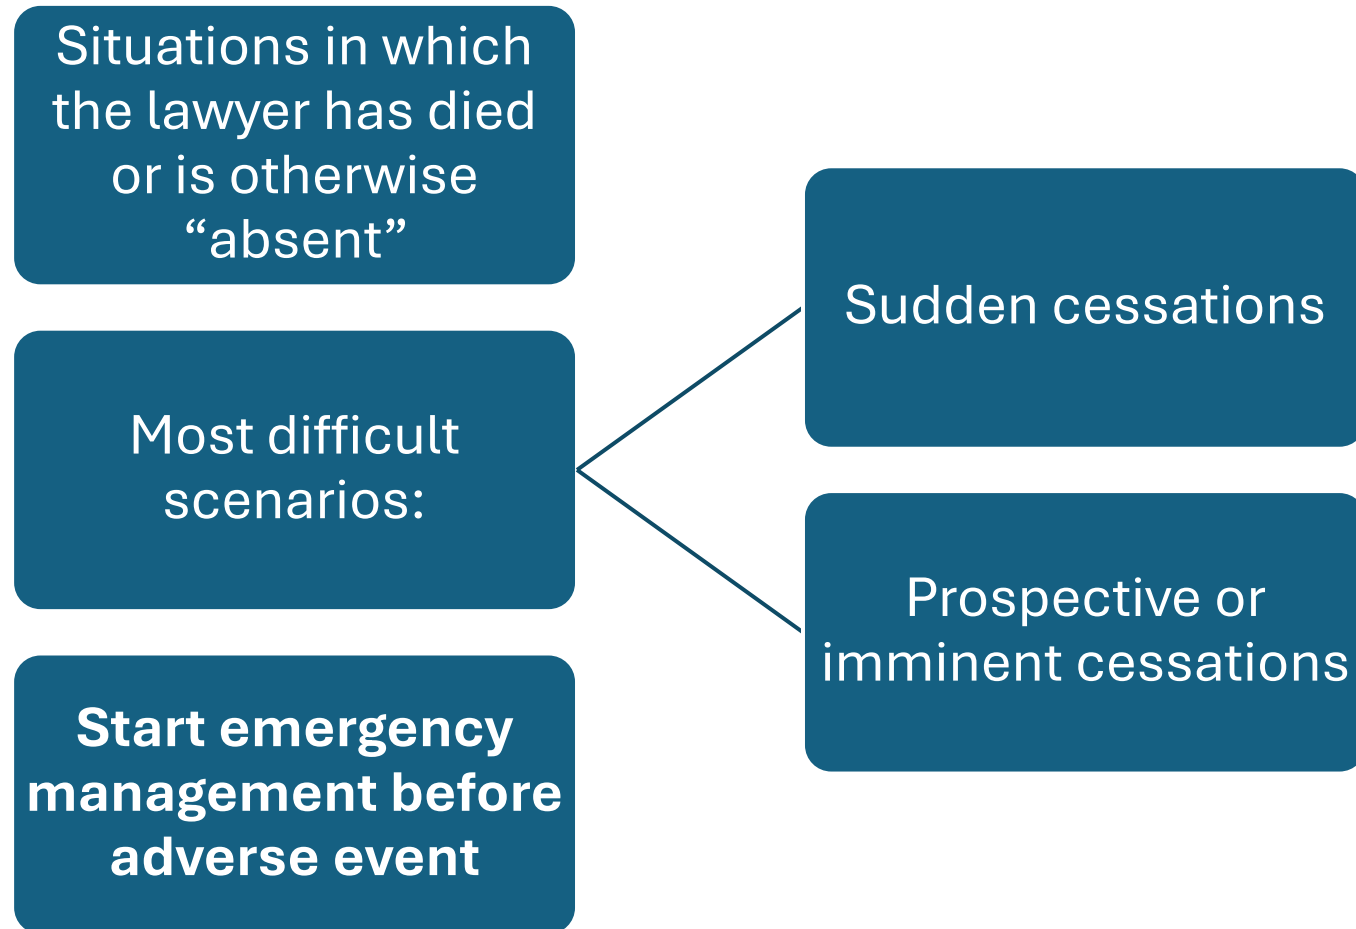 Situations in which
the lawyer has died
or is otherwise
“absent”
Most difficult
scenarios:
Sudden cessations
Prospective or
imminent cessations
Start emergency
management before
adverse event